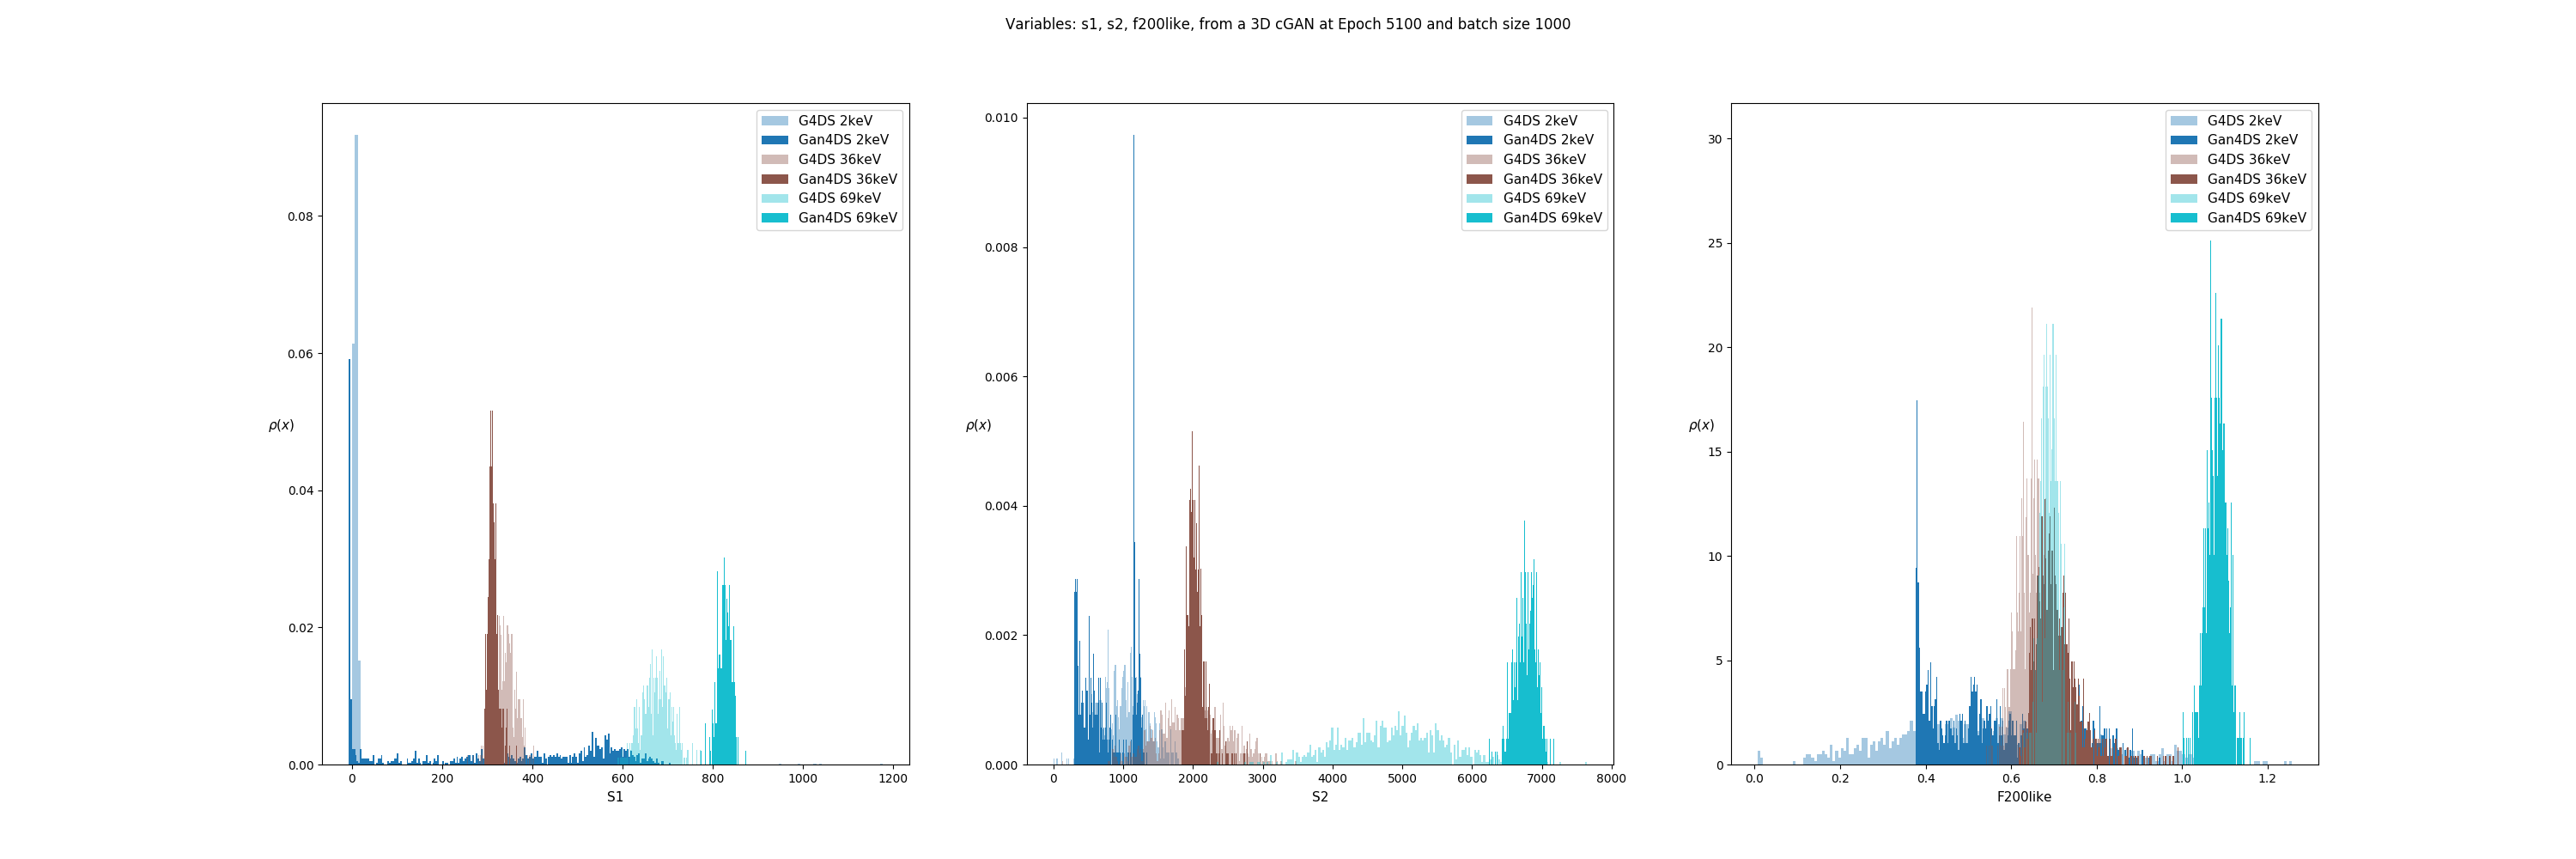 Variables: s1, s2, f200like, from a 3D cGAN at Epoch 5100 and batch size 1000
ρ(x)
0.08
0.06
0.04
0.02
0.00
0
200
400
600
800
1000
1200
S1
G4DS 2keV
Gan4DS 2keV
G4DS 36keV
Gan4DS 36keV
G4DS 69keV
Gan4DS 69keV
ρ(x)
0.010
0.008
0.006
0.004
0.002
0.000
0
1000
2000
3000
4000
5000
6000
7000
8000
S2
G4DS 2keV
Gan4DS 2keV
G4DS 36keV
Gan4DS 36keV
G4DS 69keV
Gan4DS 69keV
ρ(x)
30
25
20
15
10
5
0
0.0
0.2
0.4
0.6
0.8
1.0
1.2
F200like
G4DS 2keV
Gan4DS 2keV
G4DS 36keV
Gan4DS 36keV
G4DS 69keV
Gan4DS 69keV